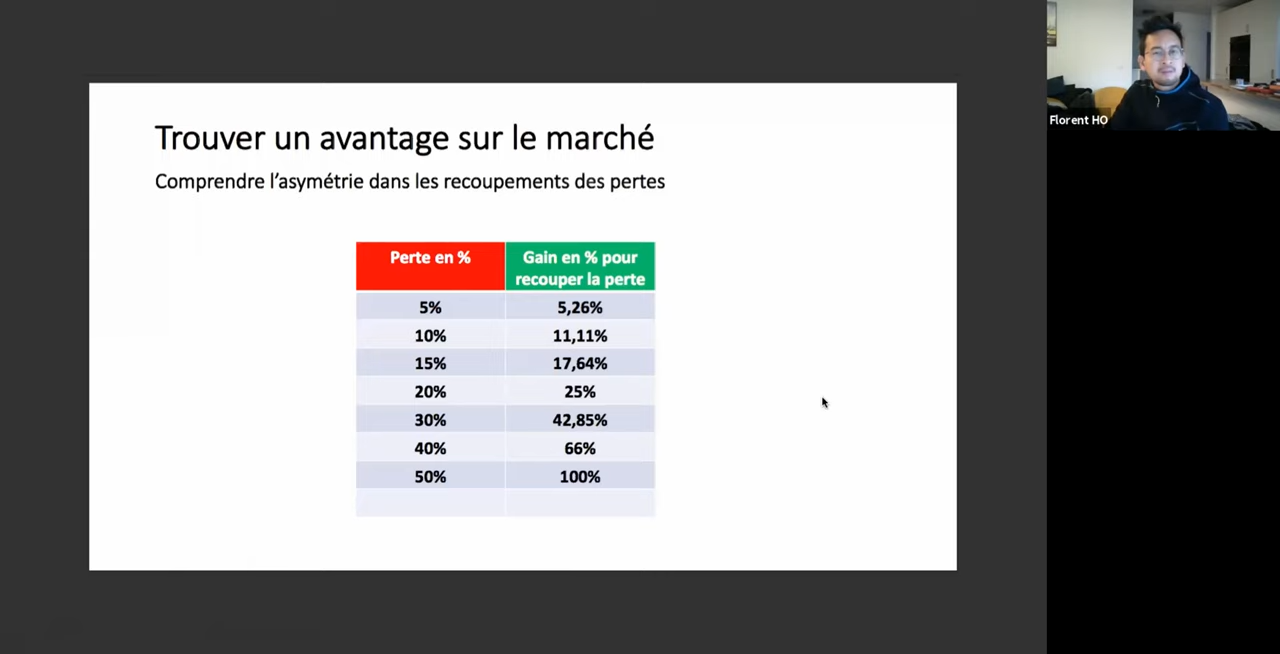 Trouver un avantage sur le marché
Comprendre l'asymétrie dans les recoupements des pertes
Perte en % Gain en % pour
recouper la perte
5% 5,26%
10% 11,11%
15% 17,64%
20% 25%
30% 42,85%
40% 66%
50% 100%
Florent HO